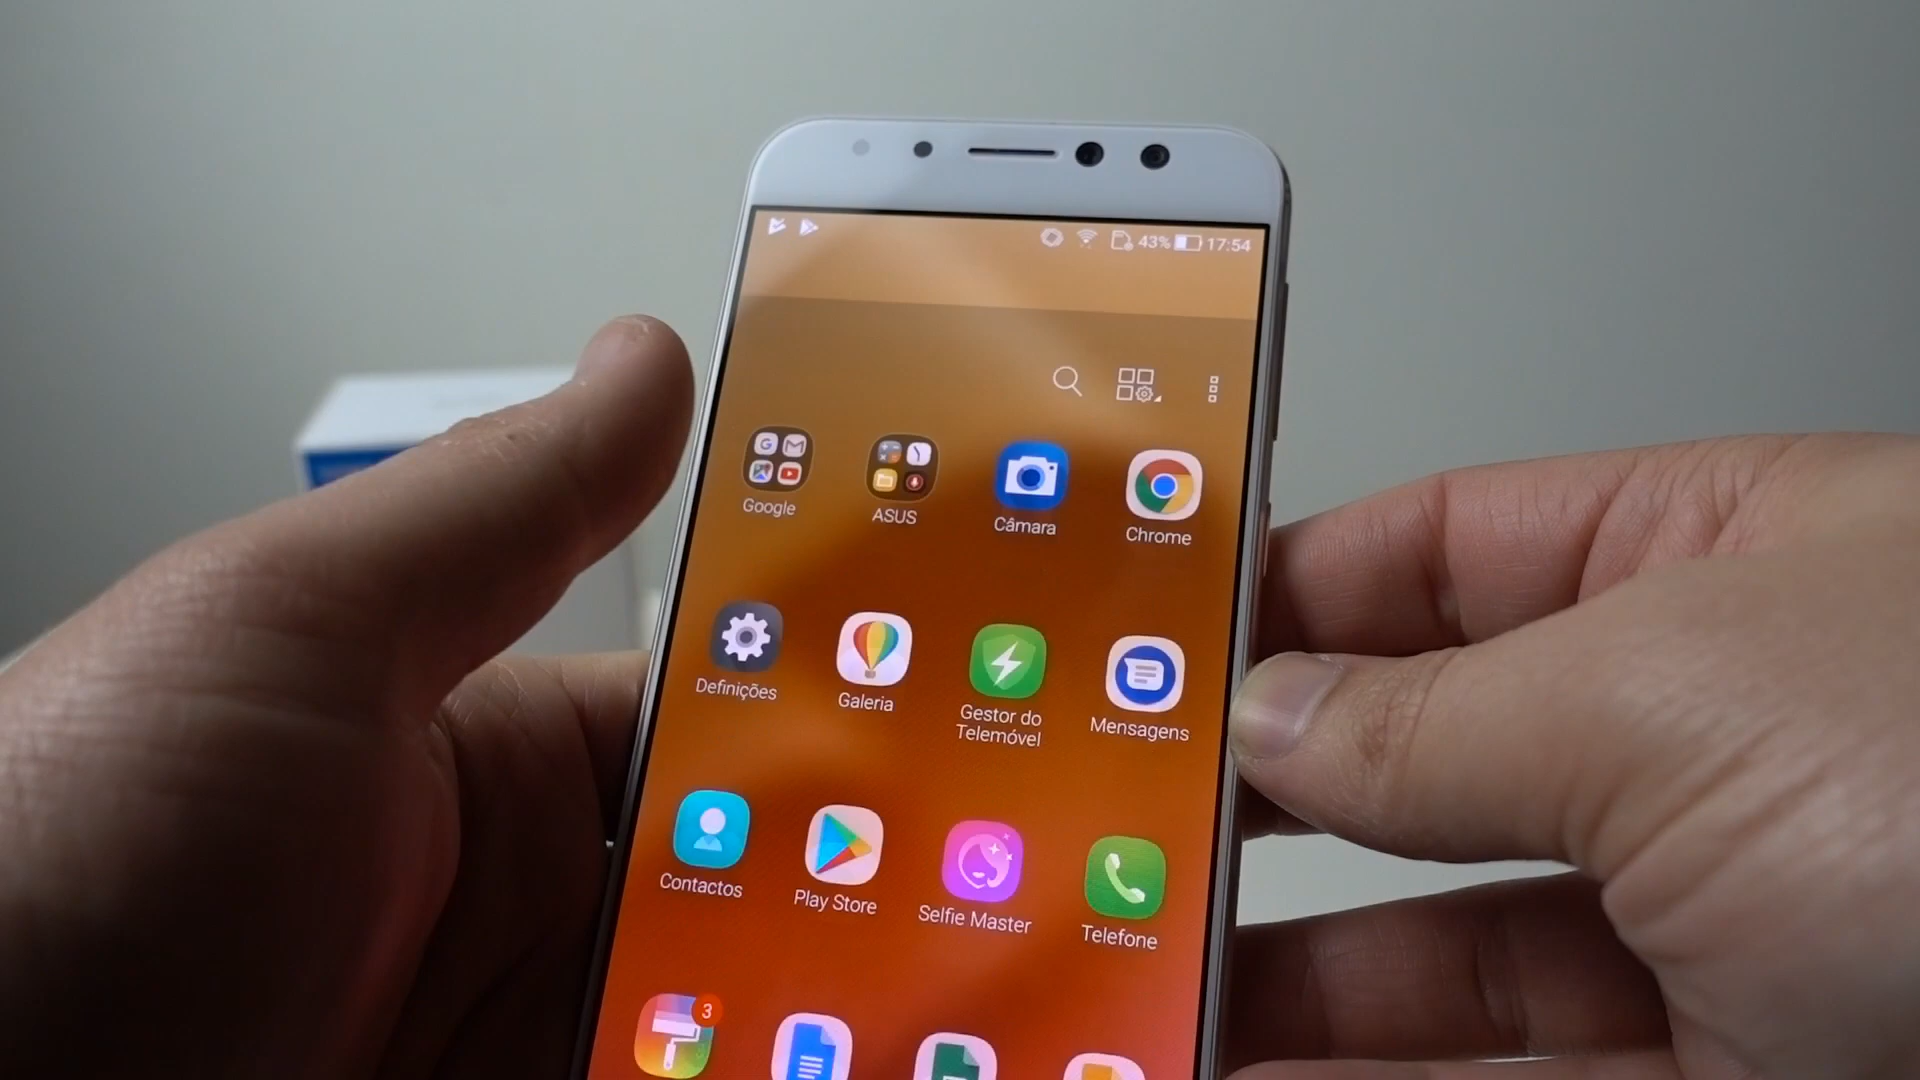 43% 17:54
Google ASUS Câmara Chrome
Definições Galeria Gestor do Telemóvel Mensagens
Contactos Play Store Selfie Master Telefone
3